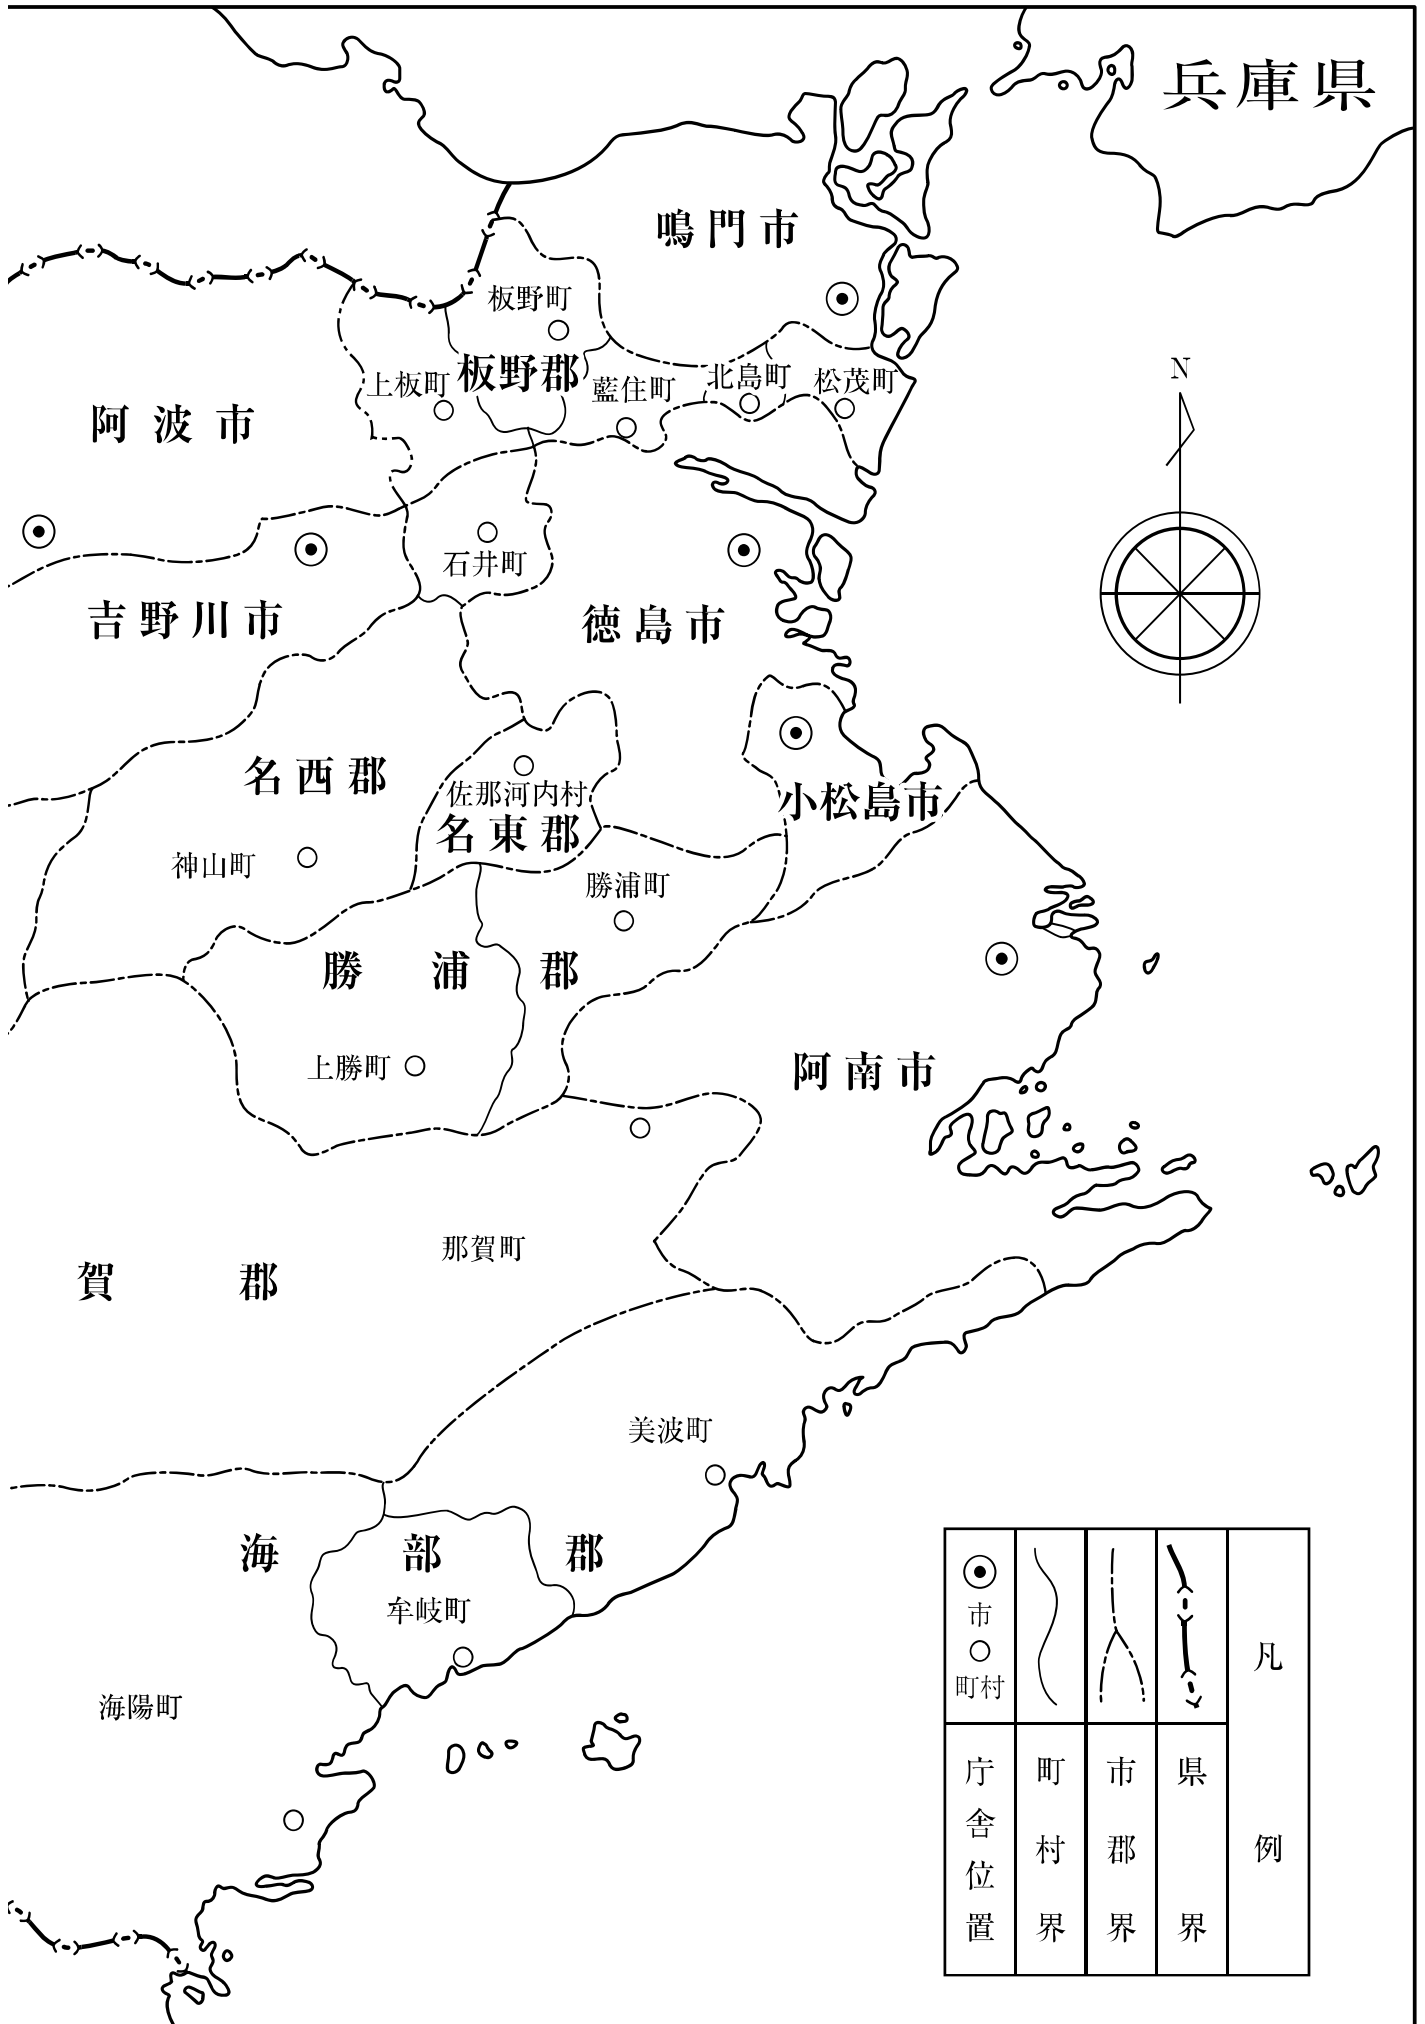 兵庫県
鳴門市
板野町
板野郡
上板町
藍住町
北島町
松茂町
N
阿波市
石井町
吉野川市
徳島市
名西郡
佐那河内村
小松島市
名東郡
神山町
勝浦町
勝浦郡
上勝町
阿南市
那賀町
賀郡
美波町
海部郡
牟岐町
海陽町
凡例
県界
市郡界
町村界
市
町村
庁舎位置